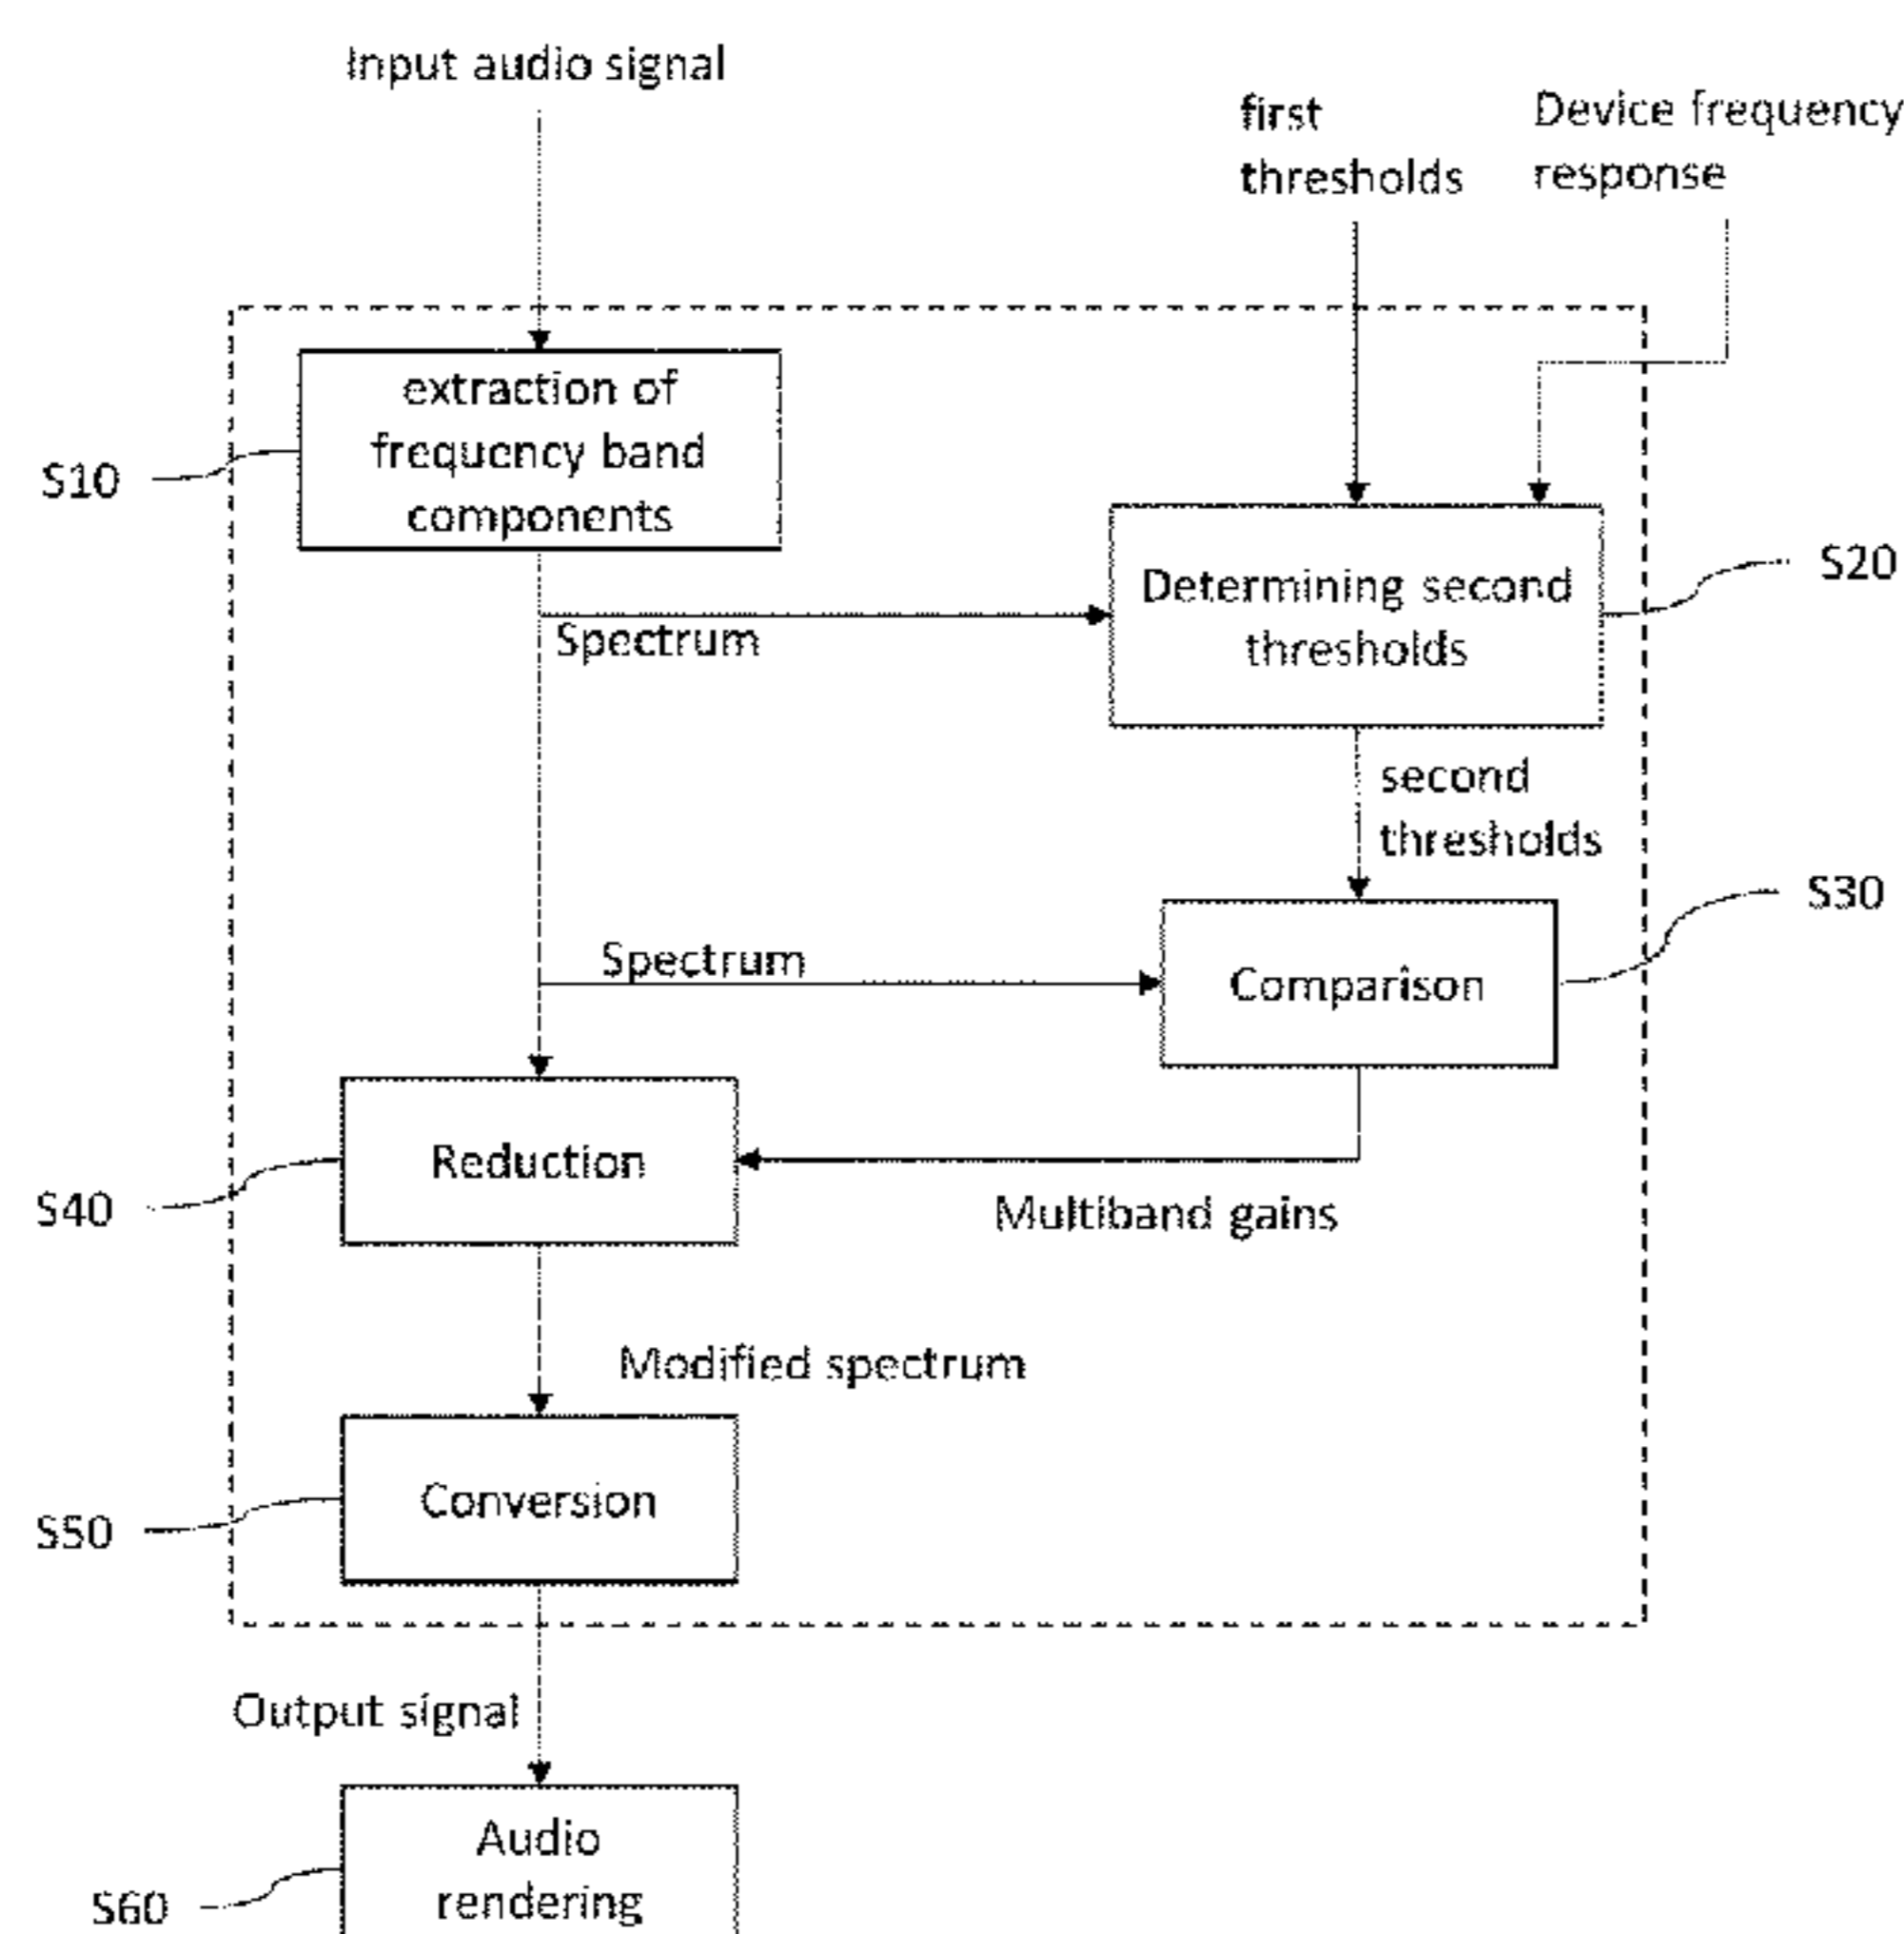 Input audio signal
first
thresholds
Device frequency
response
extraction of
frequency band
components
S10
Determining second
thresholds
S20
Spectrum
second
thresholds
S30
Spectrum
Comparison
Reduction
S40
Multiband gains
Modified spectrum
Conversion
S50
Output signal
Audio
rendering
S60